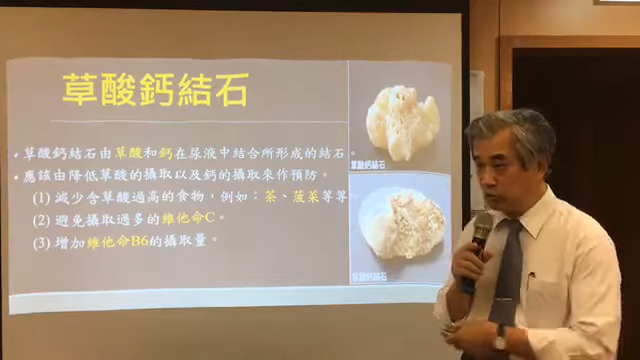 草酸鈣結石
• 草酸鈣結石由草酸和鈣在尿液中結合所形成的結石。
• 應該由降低草酸的攝取以及鈣的攝取來作預防。
(1) 減少含草酸過高的食物，例如：茶、菠菜等等
(2) 避免攝取過多的維他命C。
(3) 增加維他命B6的攝取量。
草酸鈣結石
草酸鈣結石